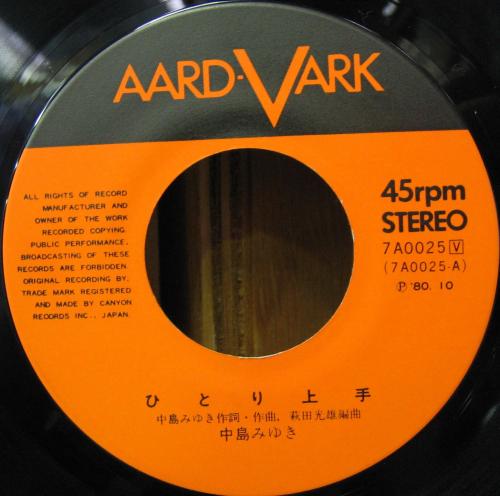 AARD-VARK
ALL RIGHTS OF RECORD
MANUFACTURER AND
OWNER OF THE WORK
RECORDED COPYING.
PUBLIC PERFORMANCE,
BROADCASTING OF THESE
RECORDS ARE FORBIDDEN.
ORIGINAL RECORDING BY,
TRADE MARK REGISTERED
AND MADE BY CANYON
REORDS INC., JAPAN.
45rpm
STEREO
7A0025 V
(7A0025-A)
Ⓟ '80. 10
ひとり上手
中島みゆき作詞・作曲、萩田光雄編曲
中島みゆき